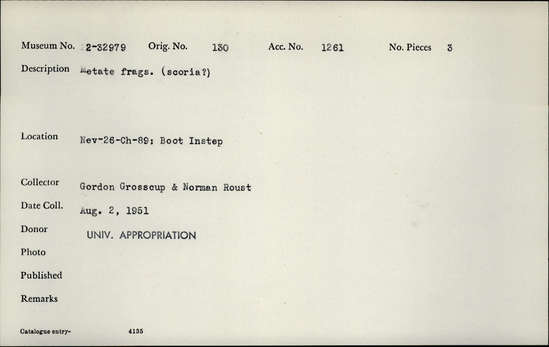 Museum No. 2-32979 Orig. No. 130 Acc. No. 1261 No. Pieces 3
Description Metate frags. (scoria?)
Location Nev-26-Ch-89; Boot Instep
Collector Gordon Grosscup & Norman Roust
Date Coll. Aug. 2, 1951
Donor UNIV. APPROPRIATION
Photo
Published
Remarks
Catalogue entry- 4135